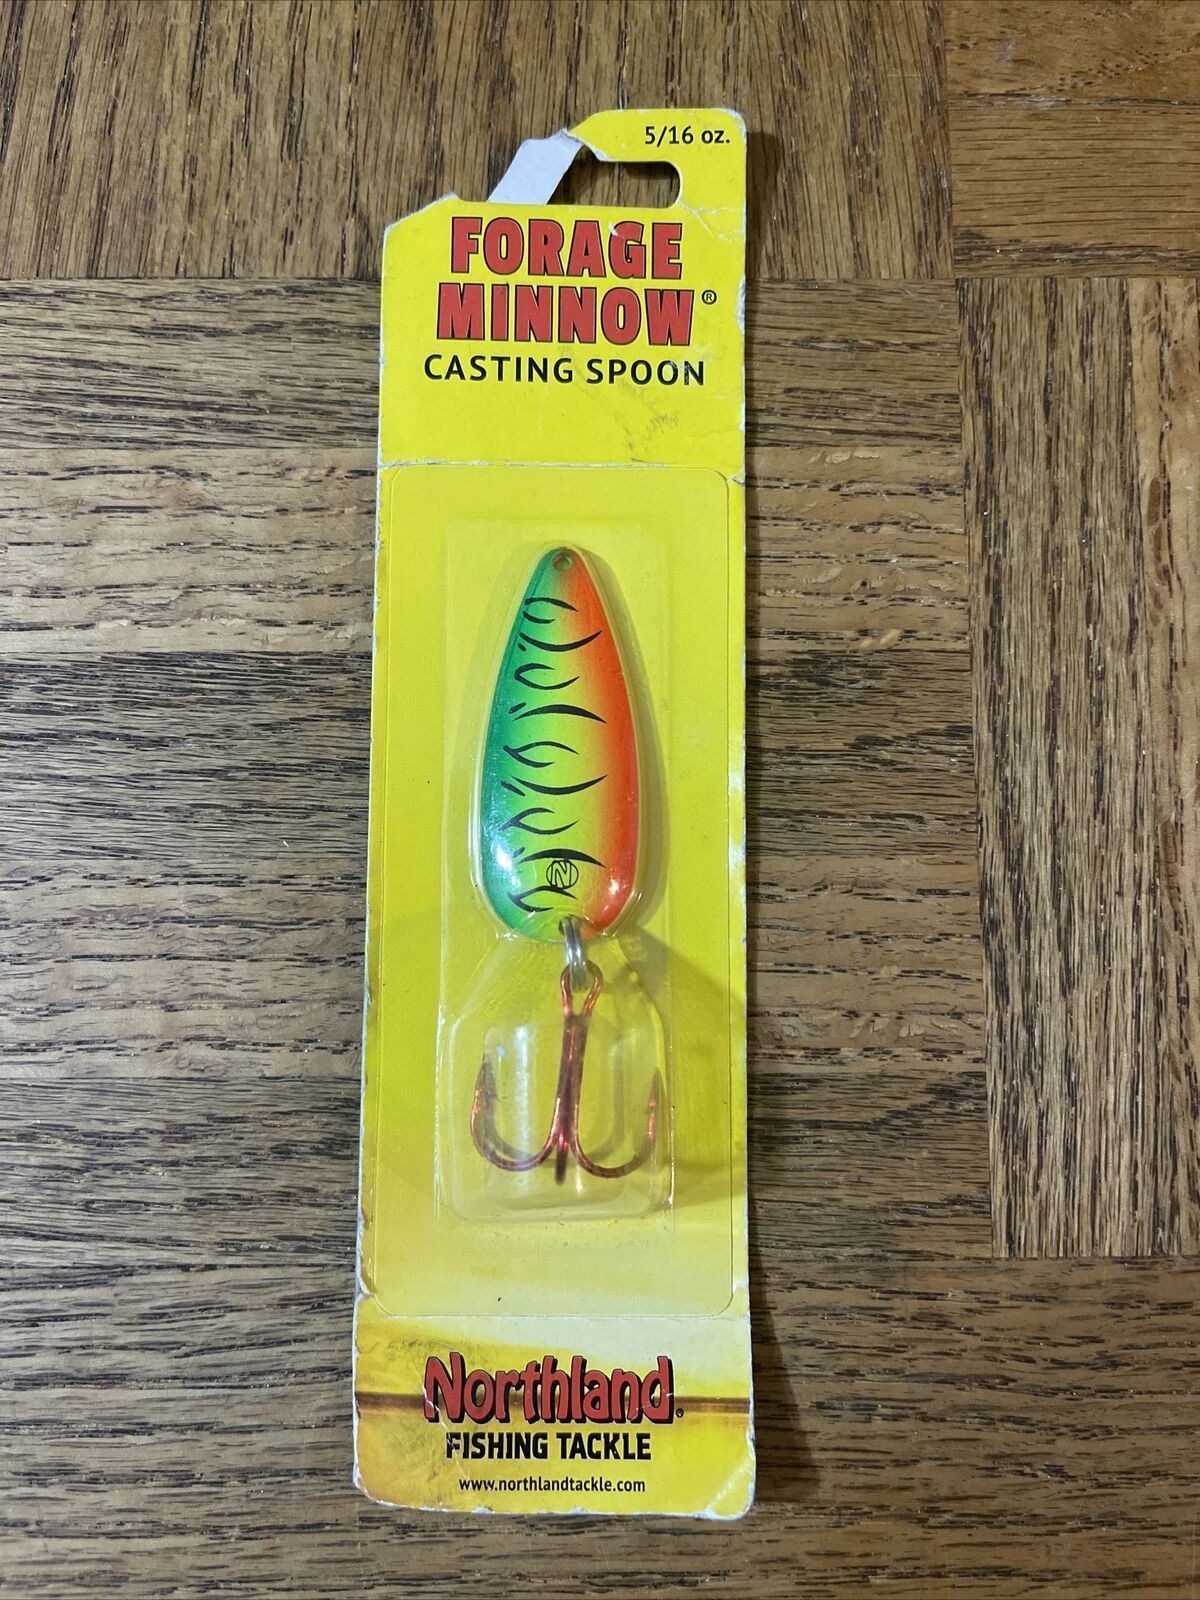 5/16 oz.
FORAGE
MINNOW®
CASTING SPOON
N
Northland®
FISHING TACKLE
www.northlandtackle.com